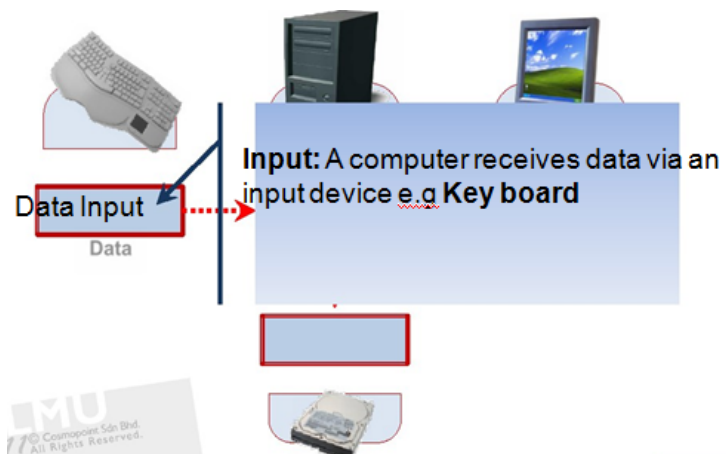 Input: A computer receives data via an
input device e.g Key board
Data Input
Data
LMU
© Cosmopoint Sdn Bhd.
All Rights Reserved.